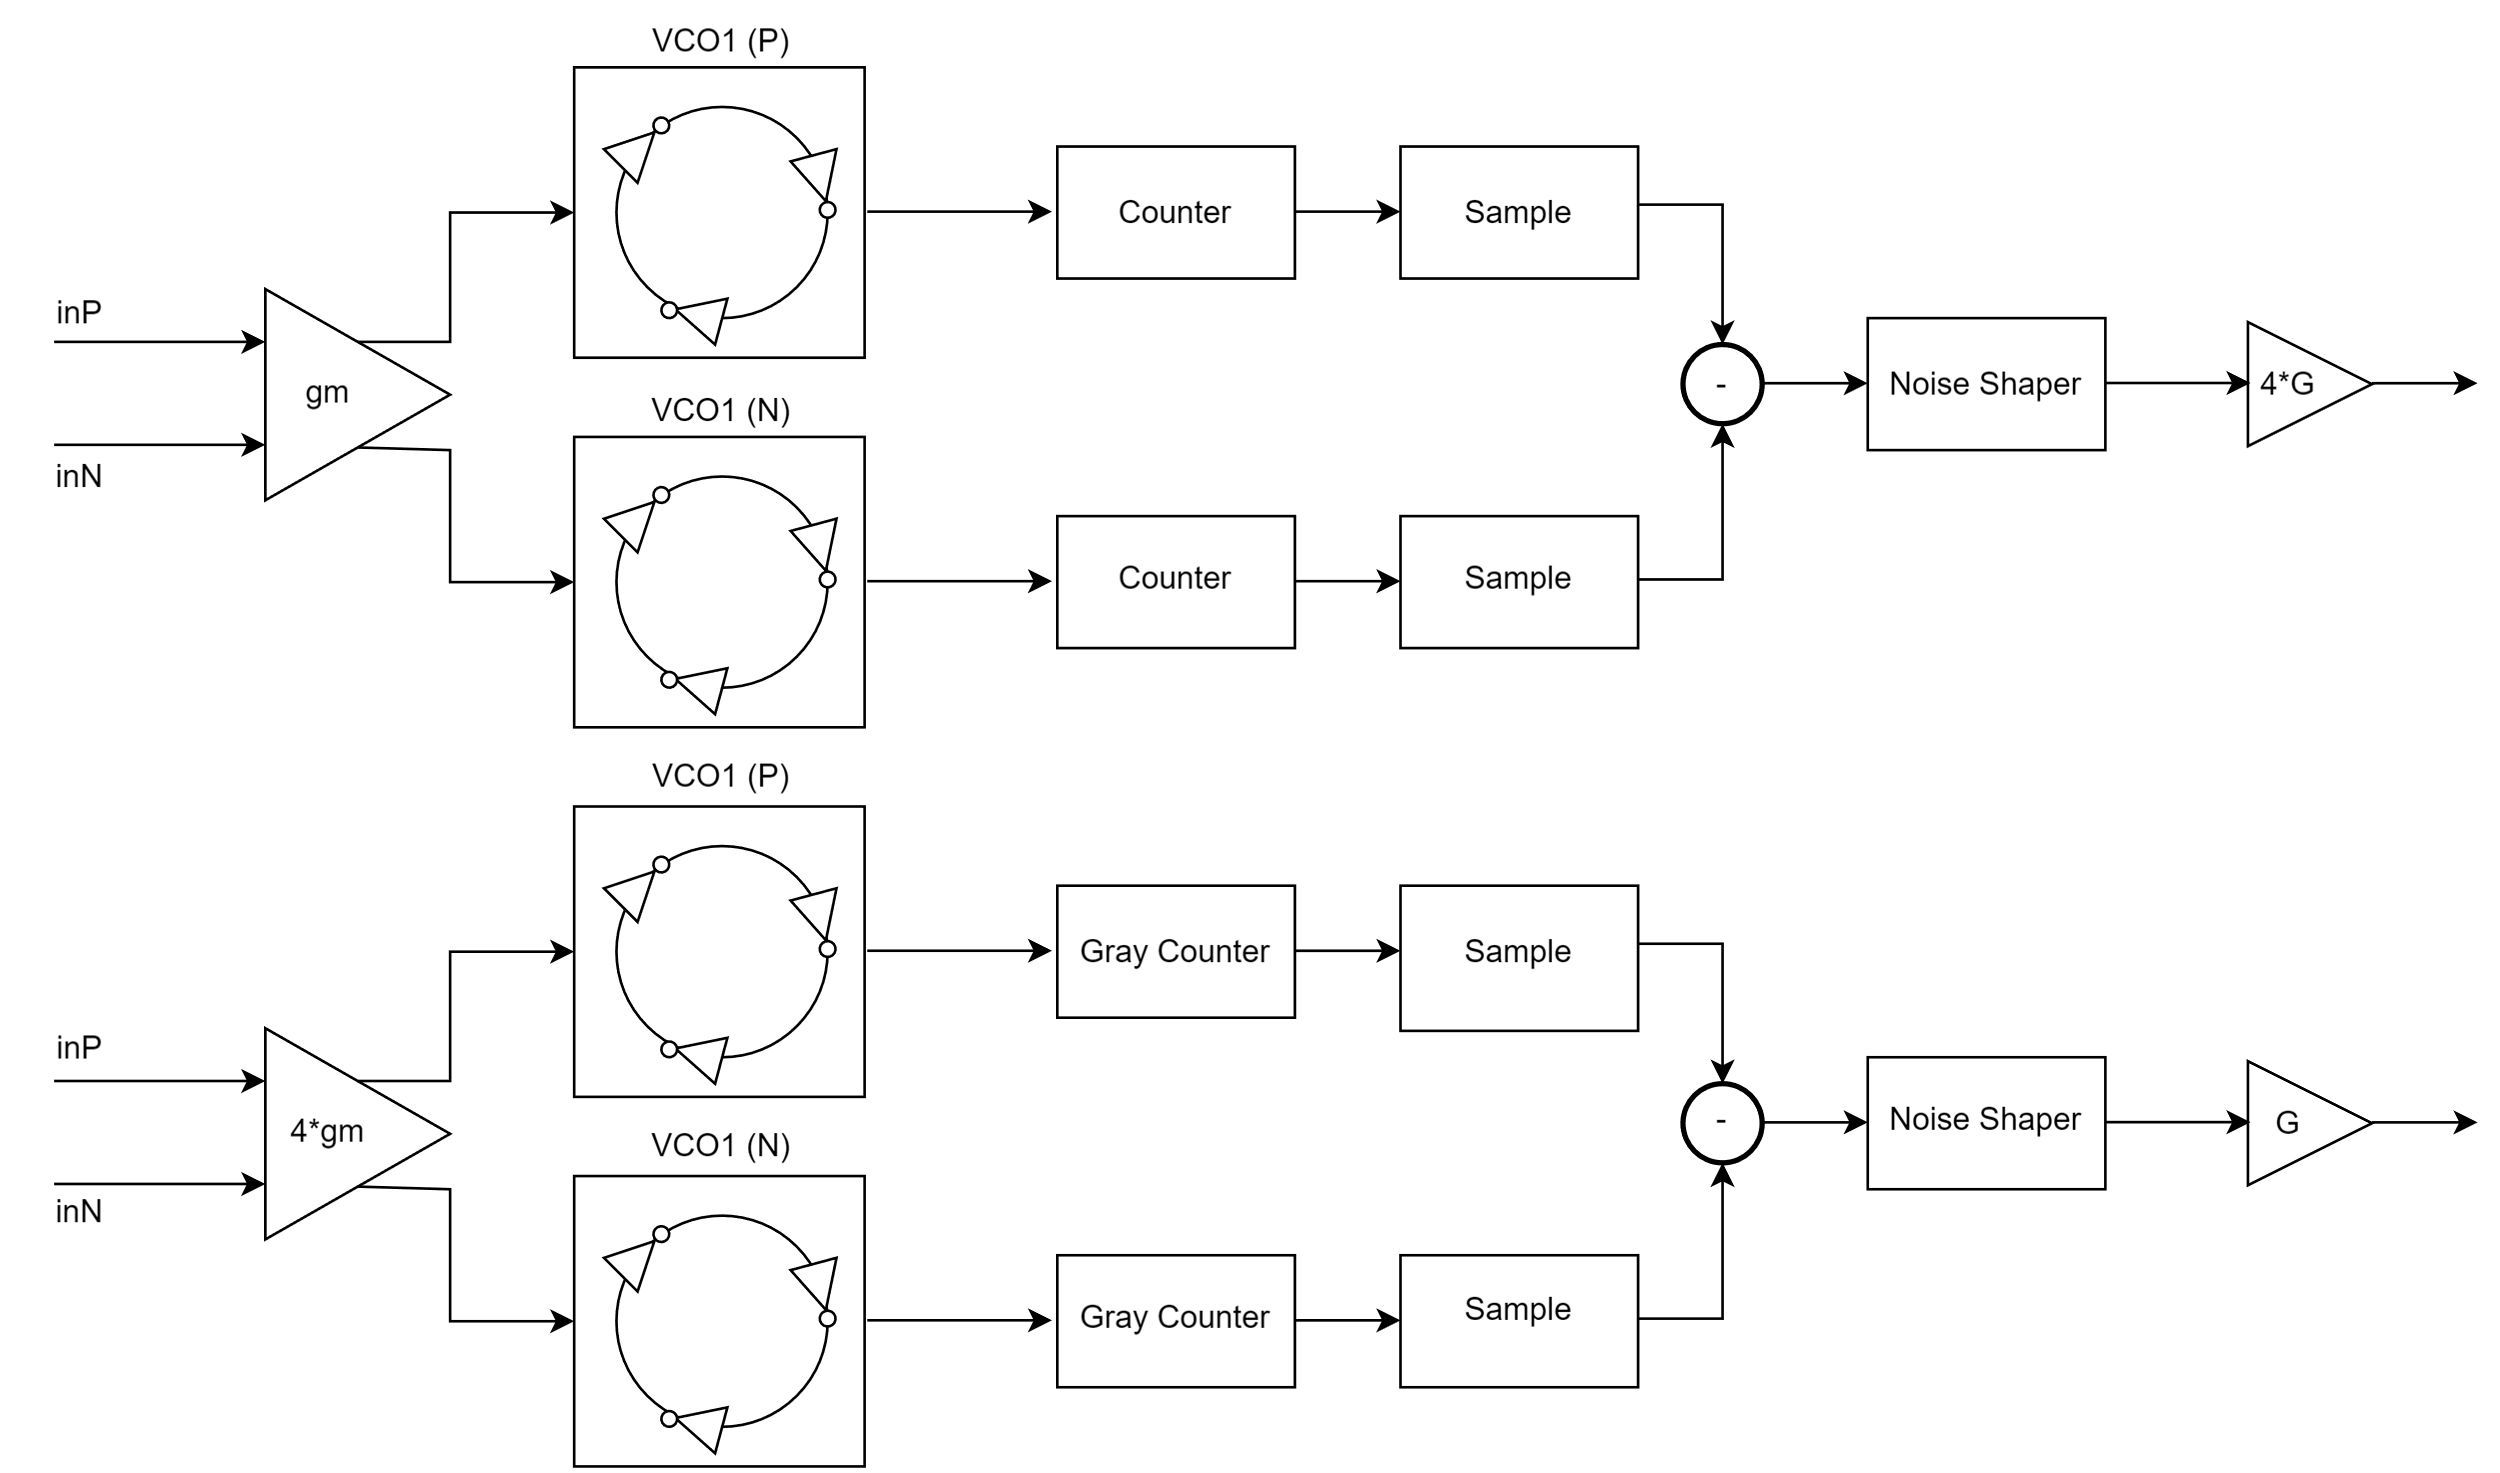 VCO1 (P)
Counter
Sample
inP
gm
inN
VCO1 (N)
Counter
Sample
-
Noise Shaper
4*G
VCO1 (P)
Gray Counter
Sample
inP
4*gm
inN
VCO1 (N)
Gray Counter
Sample
-
Noise Shaper
G